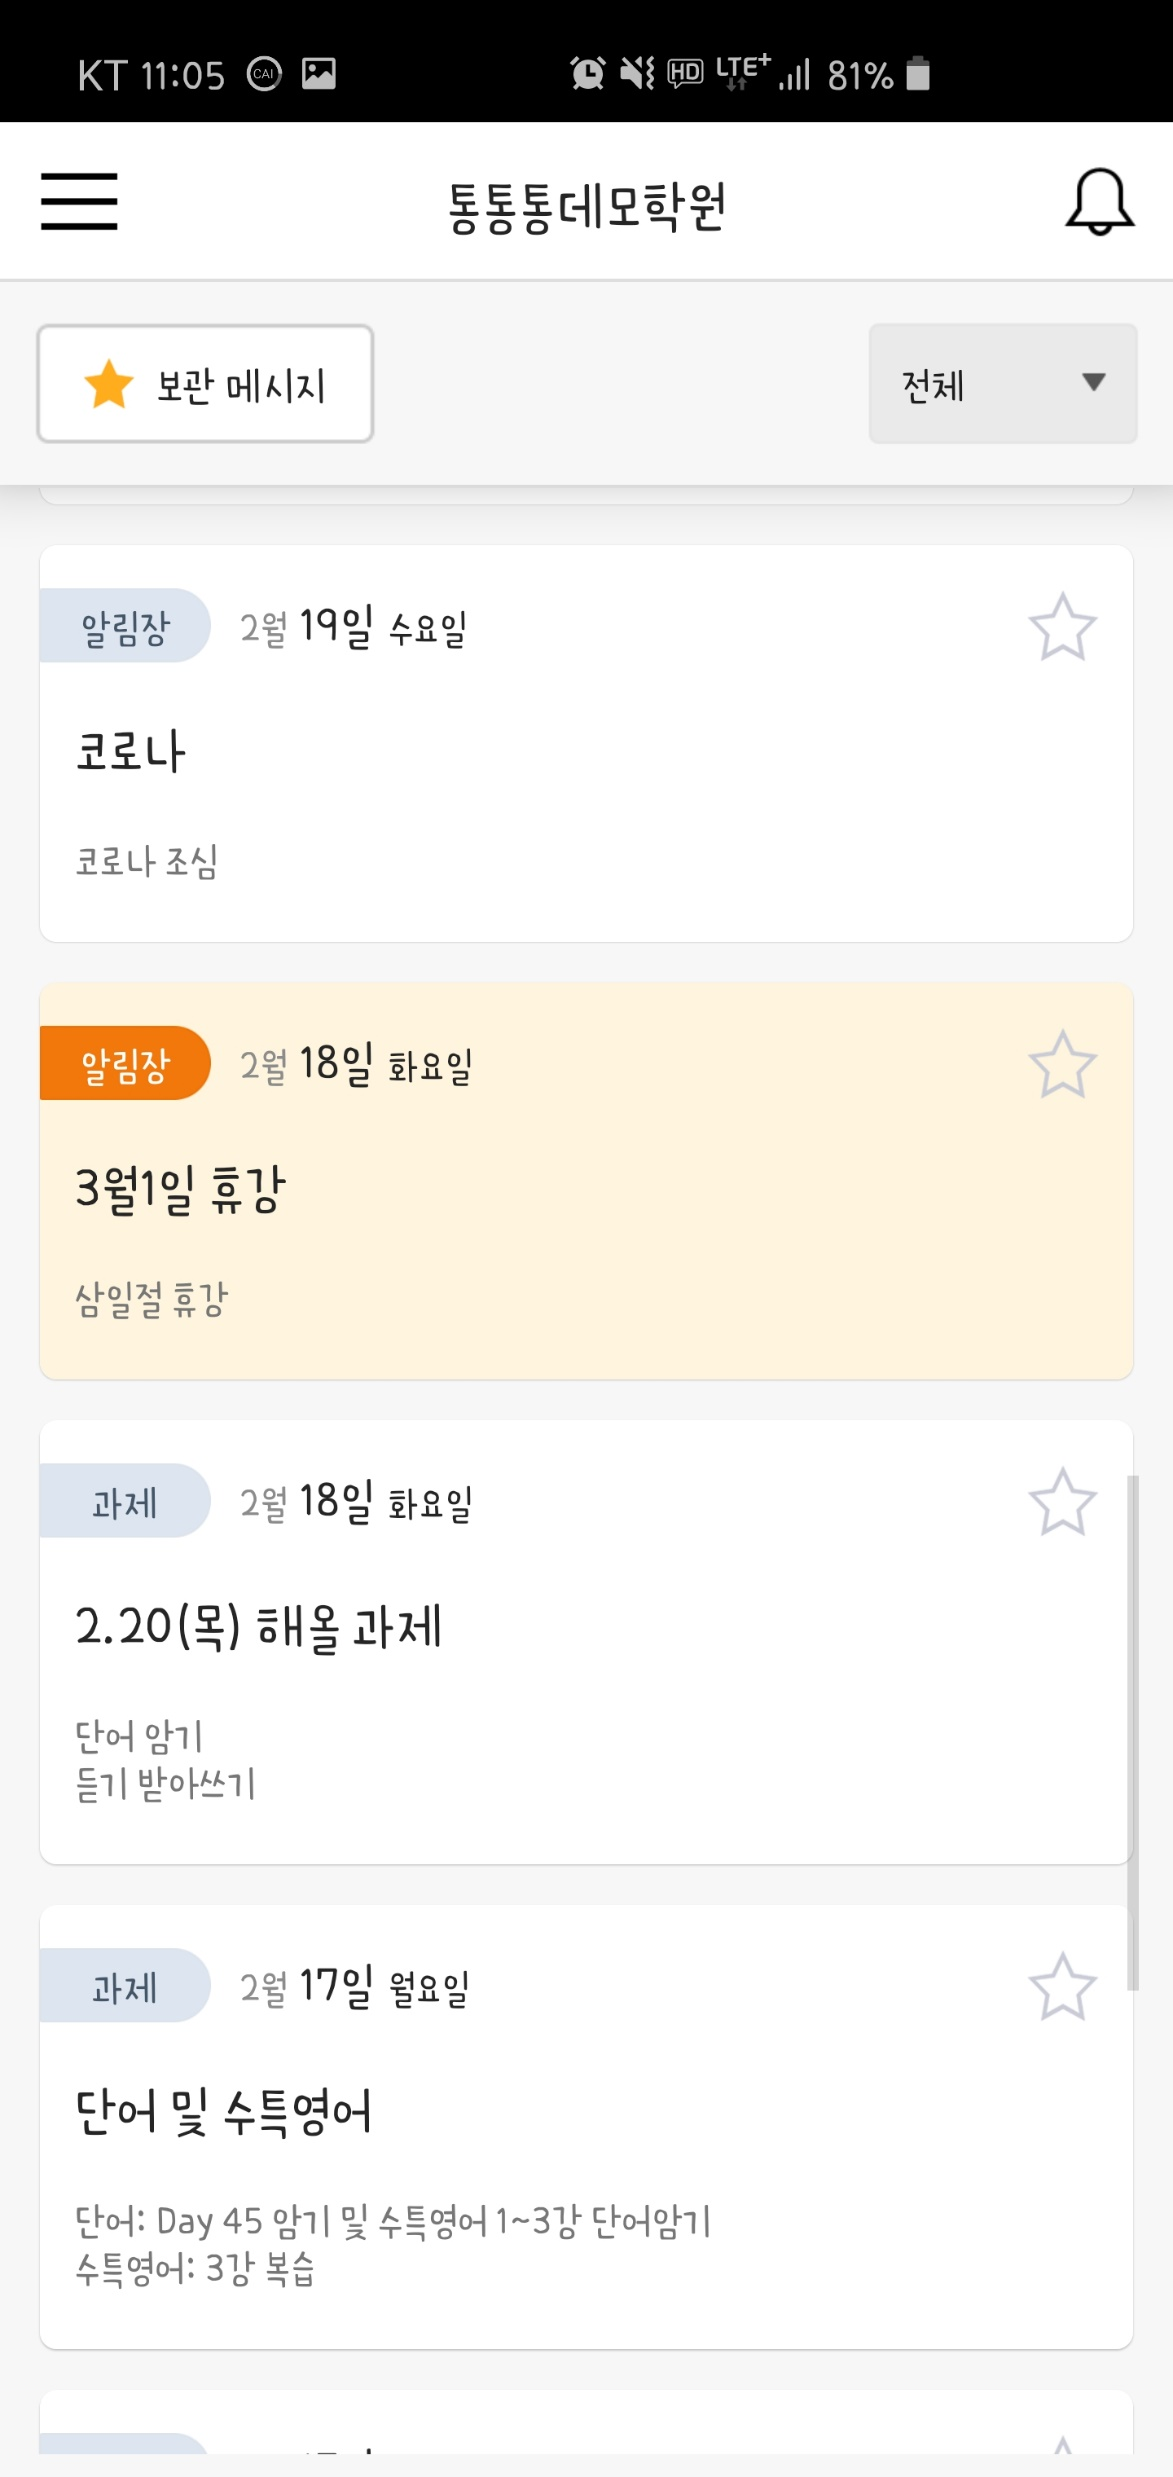 KT 11:05 CAI HD LTE+ 81%
통통통데모학원
보관 메시지
전체
알림장 2월 19일 수요일
코로나
코로나 조심
알림장 2월 18일 화요일
3월1일 휴강
삼일절 휴강
과제 2월 18일 화요일
2.20(목) 해올 과제
단어 암기
듣기 받아쓰기
과제 2월 17일 월요일
단어 및 수특영어
단어: Day 45 암기 및 수특영어 1~3강 단어암기
수특영어: 3강 복습